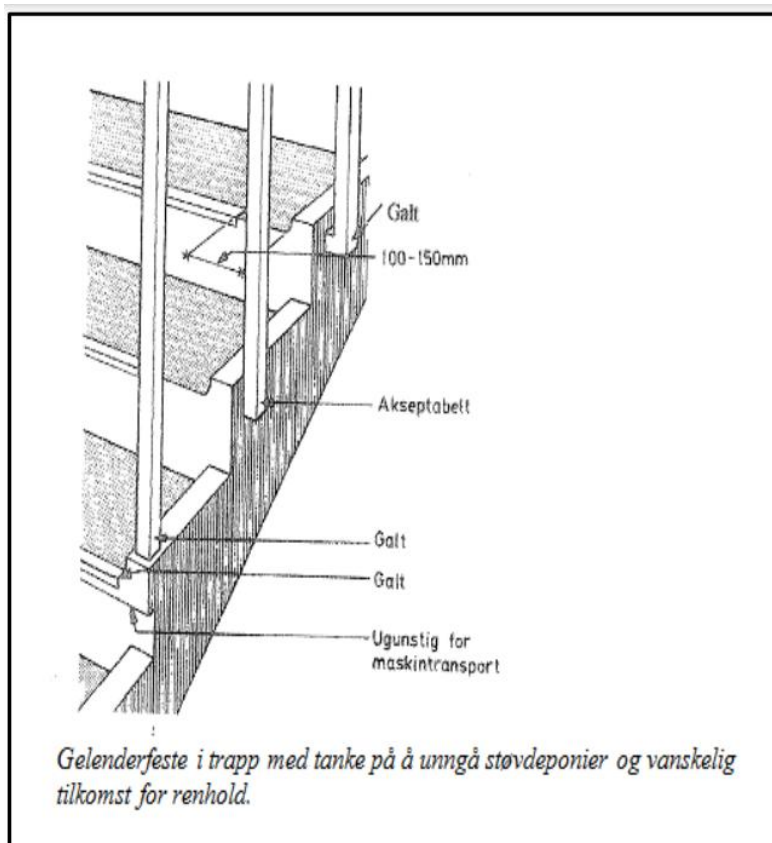 Galt
100-150mm
Akseptabelt
Galt
Galt
Ugunstig for
maskintransport
Gelenderfeste i trapp med tanke på å unngå støvdeponier og vanskelig
tilkomst for renhold.